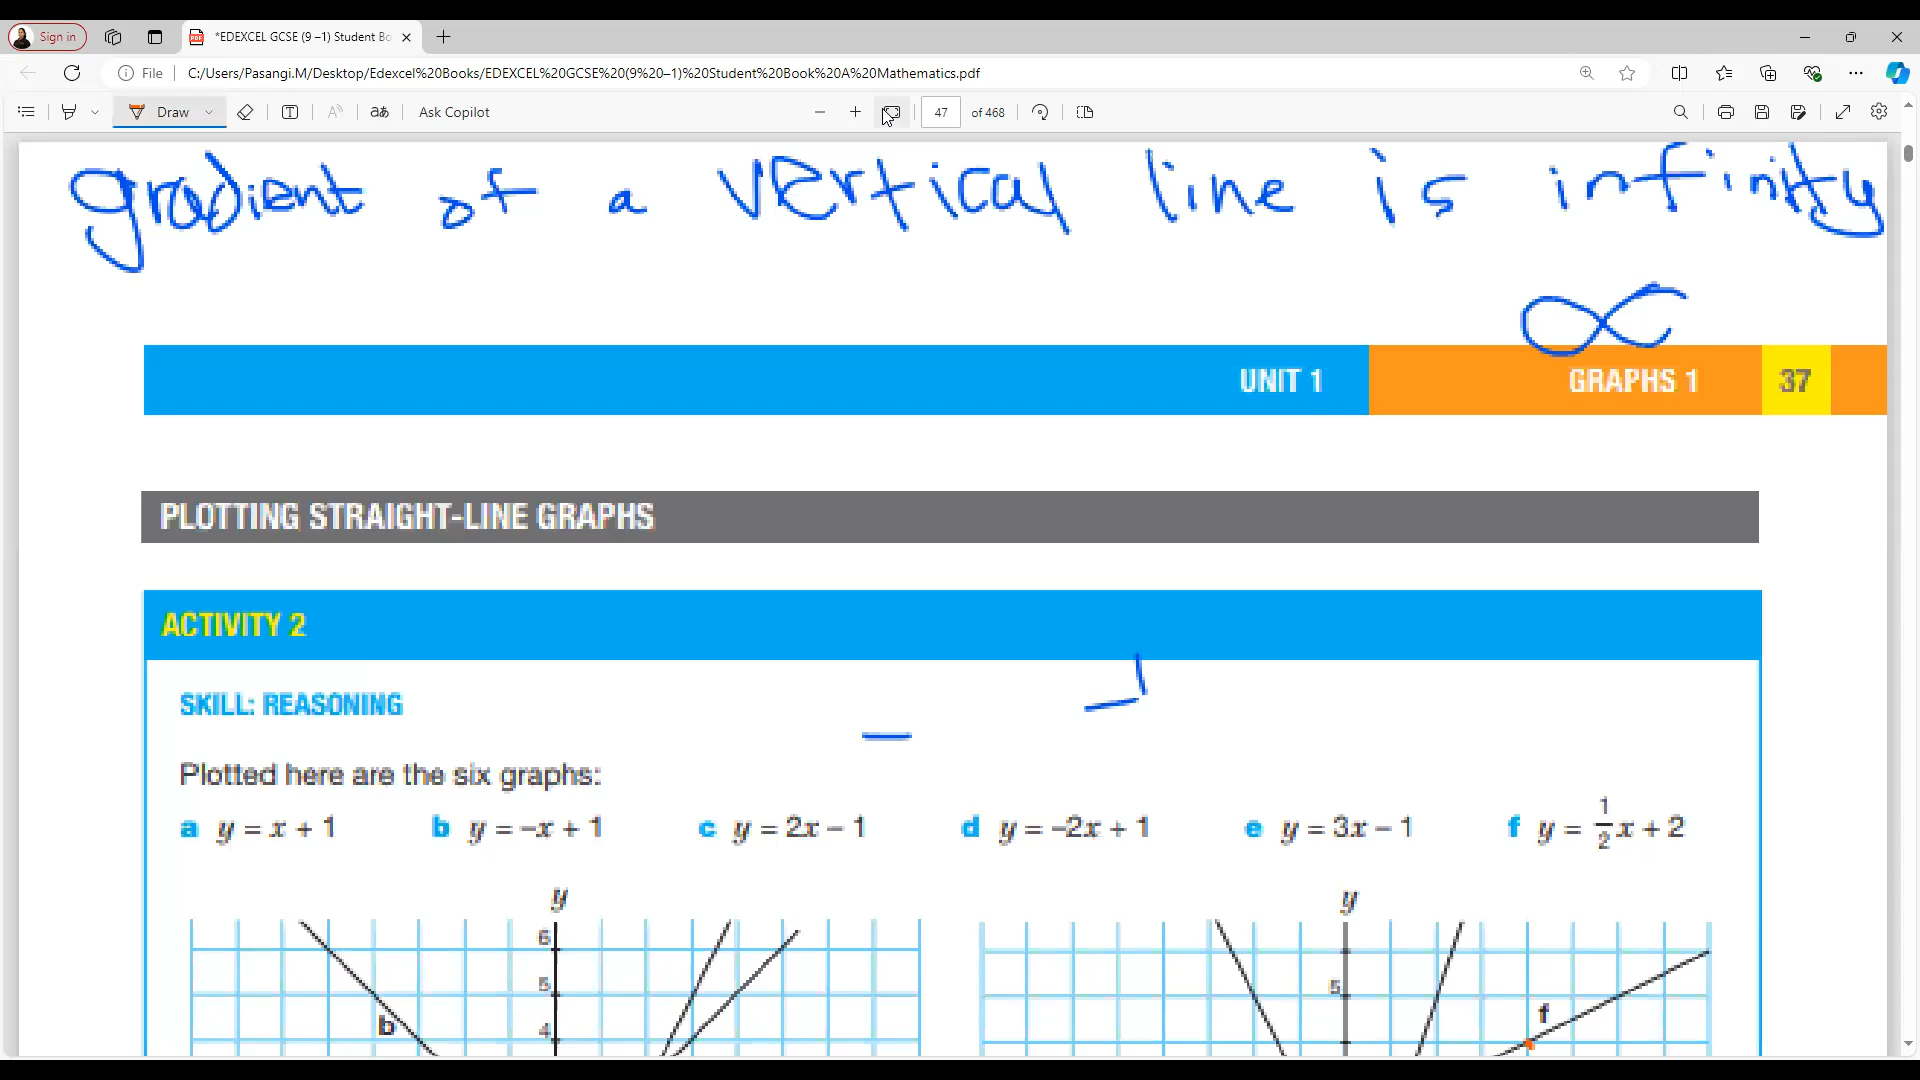 Sign in
*EDEXCEL GCSE (9 –1) Student Bo
File
C:/Users/Pasangi.M/Desktop/Edexcel%20Books/EDEXCEL%20GCSE%20(9%20–1)%20Student%20Book%20A%20Mathematics.pdf
Draw
Ask Copilot
47 of 468
gradient of a vertical line is infinity
∞
UNIT 1 GRAPHS 1 37
PLOTTING STRAIGHT-LINE GRAPHS
ACTIVITY 2
SKILL: REASONING
Plotted here are the six graphs:
a y = x + 1 b y = –x + 1 c y = 2x – 1 d y = –2x + 1 e y = 3x – 1 f y = 1/2 x + 2
y y
6
5 5
f
b 4